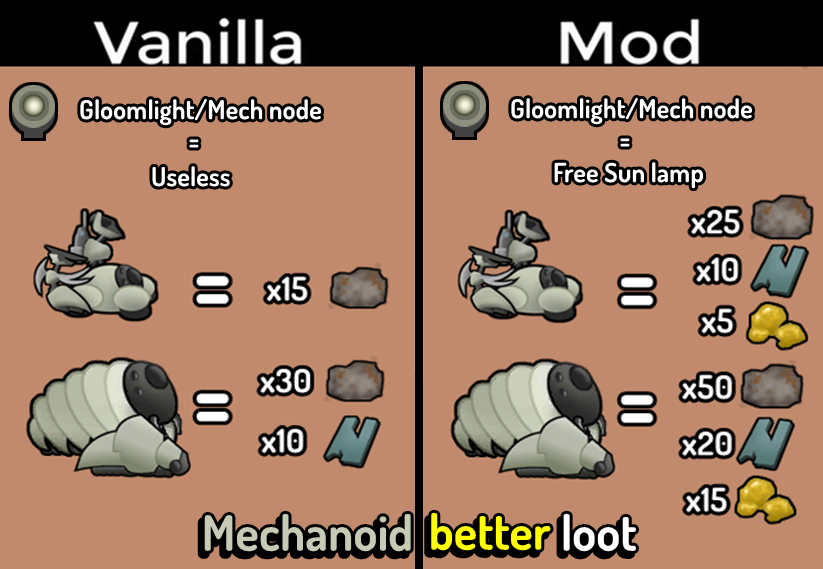 Vanilla
Gloomlight/Mech node
=
Useless
= x15
= x30
x10
Mod
Gloomlight/Mech node
=
Free Sun lamp
x25
= x10
x5
= x50
x20
x15
Mechanoid better loot